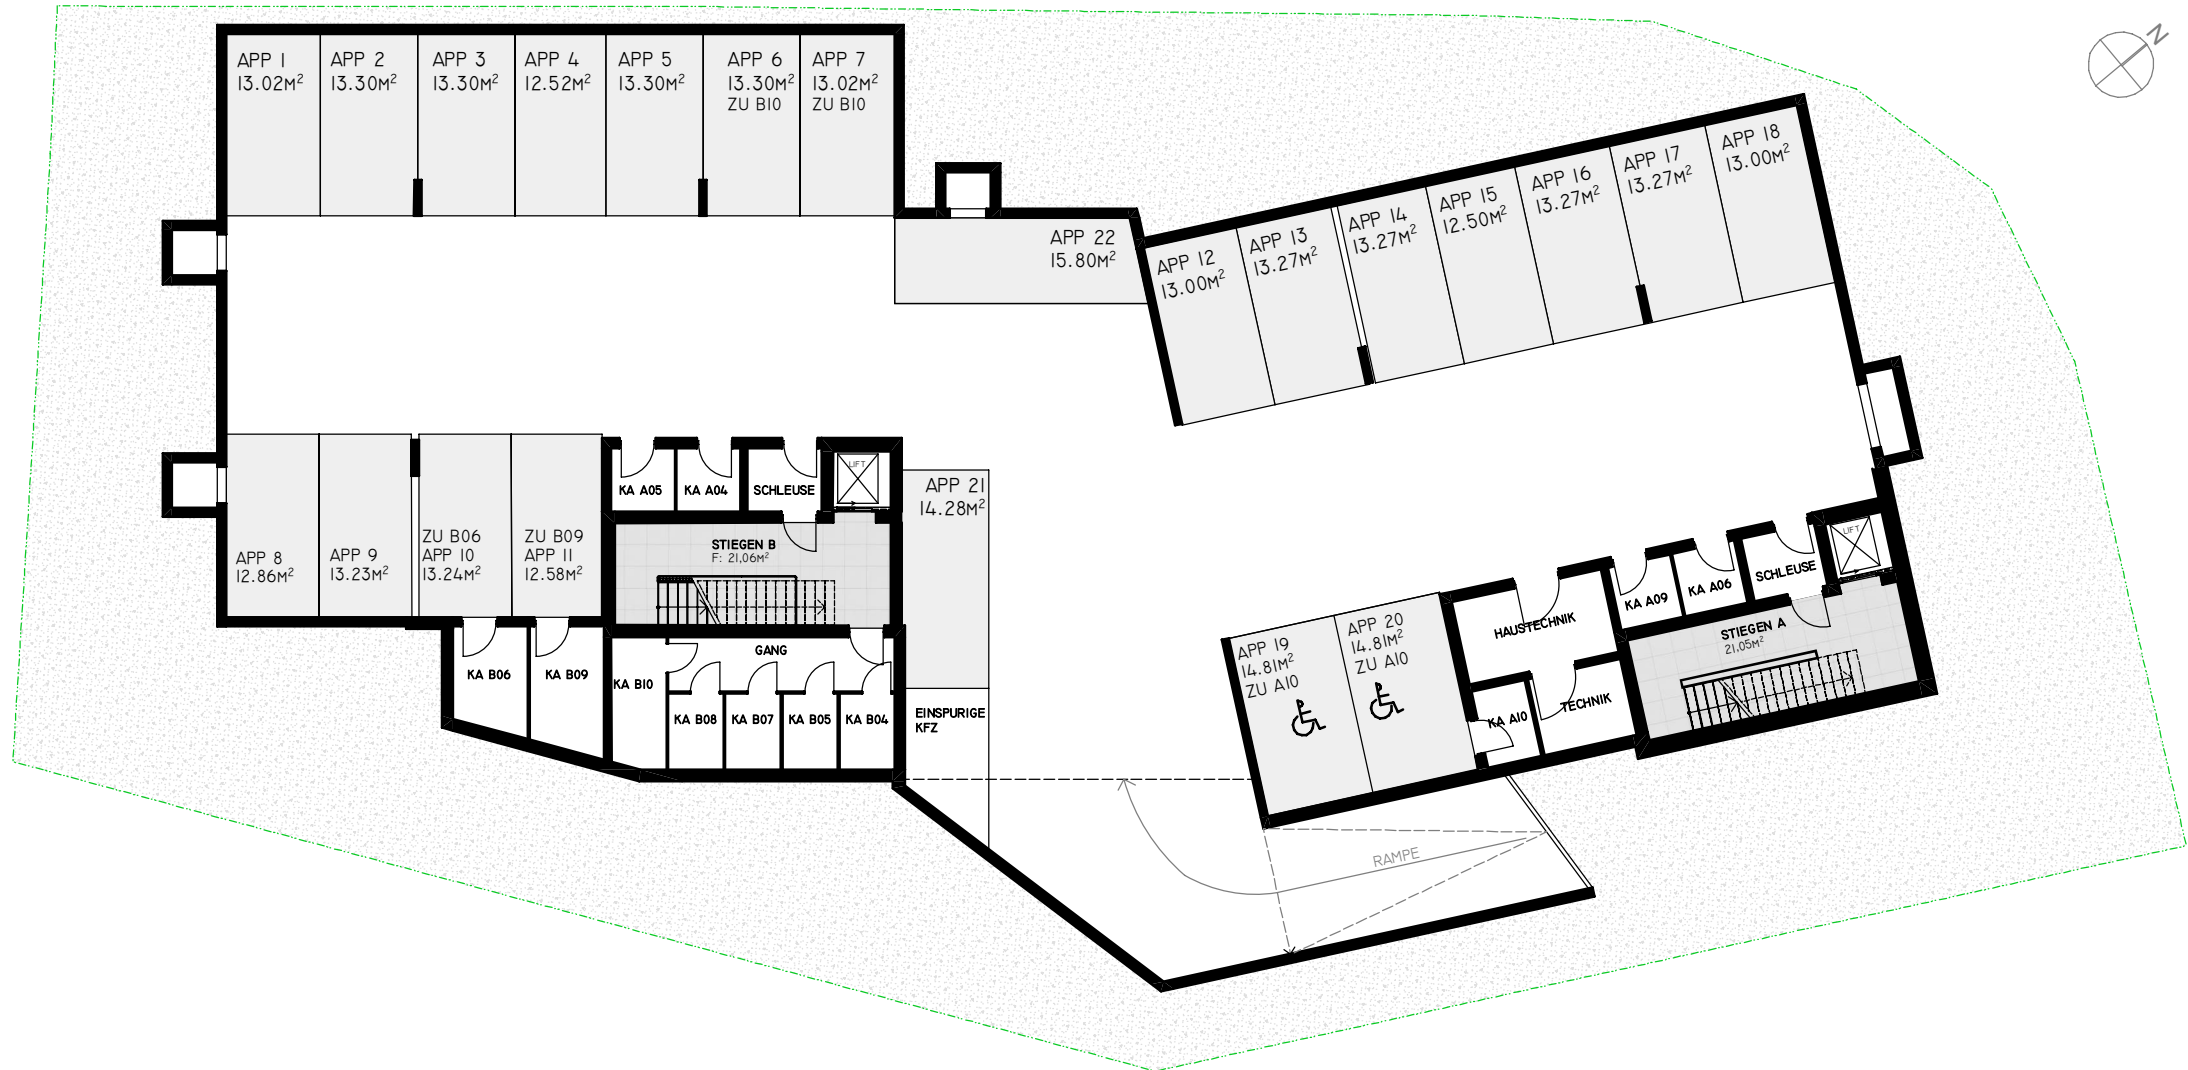 N
APP 1
13.02M²
APP 2
13.30M²
APP 3
13.30M²
APP 4
12.52M²
APP 5
13.30M²
APP 6
13.30M²
ZU B10
APP 7
13.02M²
ZU B10
APP 22
15.80M²
APP 12
13.00M²
APP 13
13.27M²
APP 14
13.27M²
APP 15
12.50M²
APP 16
13.27M²
APP 17
13.27M²
APP 18
13.00M²
APP 8
12.86M²
APP 9
13.23M²
ZU B06
APP 10
13.24M²
ZU B09
APP 11
12.58M²
KA A05
KA A04
SCHLEUSE
LIFT
STIEGEN B
F: 21,06M²
APP 21
14.28M²
KA B06
KA B09
KA B10
GANG
KA B08
KA B07
KA B05
KA B04
EINSPURIGE
KFZ
APP 19
14.81M²
ZU A10
APP 20
14.81M²
ZU A10
HAUSTECHNIK
KA A09
KA A06
SCHLEUSE
LIFT
STIEGEN A
21,05M²
KA A10
TECHNIK
RAMPE